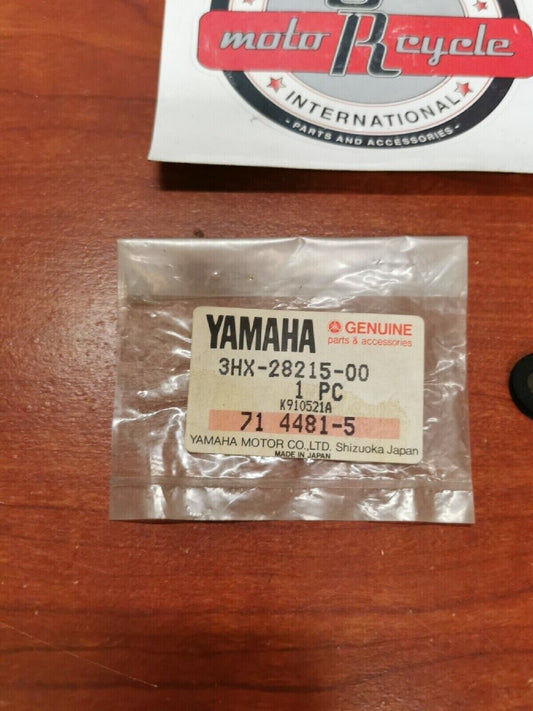 moto R cycle
INTERNATIONAL
- PARTS AND ACCESSORIES -
YAMAHA
GENUINE
parts & accessories
3HX-28215-00
1 PC
K910521A
71 4481-5
YAMAHA MOTOR CO.,LTD. Shizuoka Japan
MADE IN JAPAN